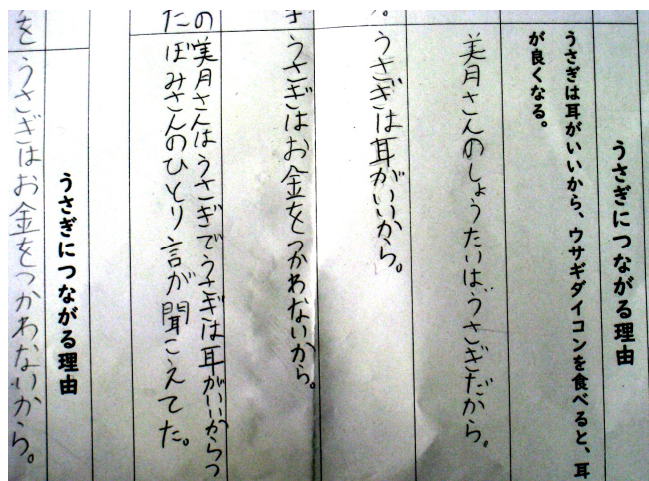 うさぎにつながる理由
うさぎは耳がいいから、ウサギダイコンを食べると、耳
が良くなる。
美月さんのしょうたいは、うさぎだから。
。うさぎは耳がいいから。
うさぎはお金をつかわないから。
の美月さんはうさぎでうさぎは耳がいいからつ
たぼみさんのひとり言が聞こえてた。
うさぎにつながる理由
をうさぎはお金をつかわないから。